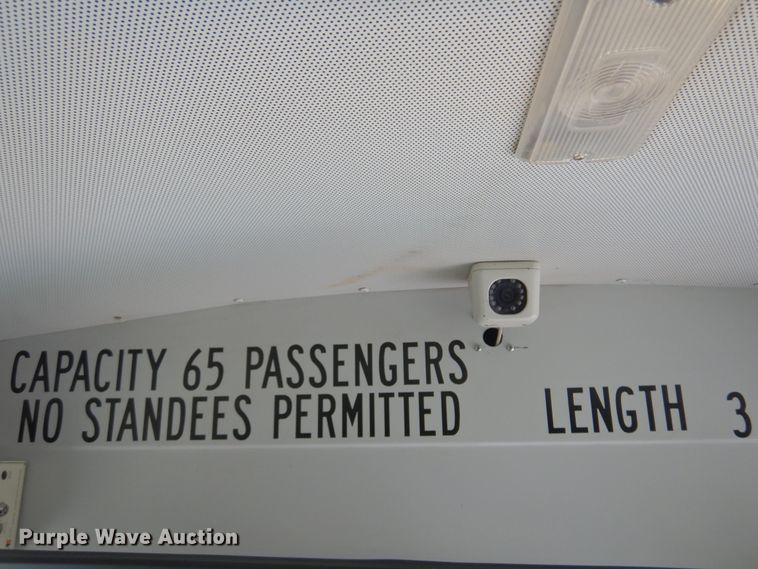 CAPACITY 65 PASSENGERS
NO STANDEES PERMITTED
LENGTH 3
Purple Wave Auction